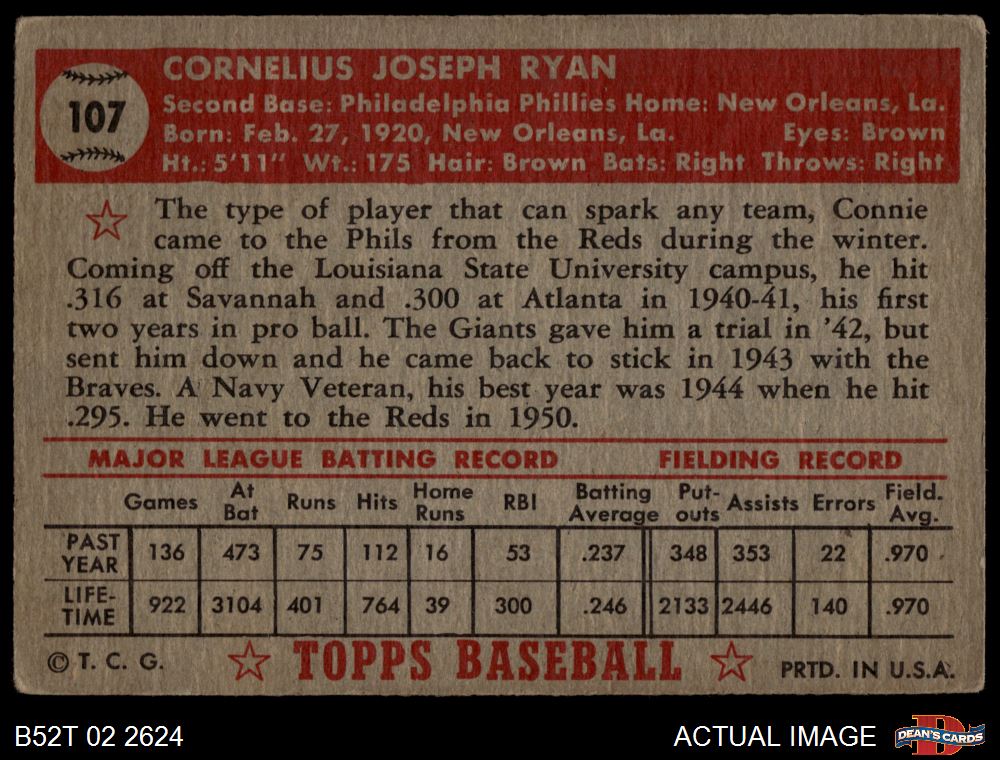 107
CORNELIUS JOSEPH RYAN
Second Base: Philadelphia Phillies Home: New Orleans, La.
Born: Feb. 27, 1920, New Orleans, La. Eyes: Brown
Ht.: 5'11" Wt.: 175 Hair: Brown Bats: Right Throws: Right
The type of player that can spark any team, Connie
came to the Phils from the Reds during the winter.
Coming off the Louisiana State University campus, he hit
.316 at Savannah and .300 at Atlanta in 1940-41, his first
two years in pro ball. The Giants gave him a trial in '42, but
sent him down and he came back to stick in 1943 with the
Braves. A Navy Veteran, his best year was 1944 when he hit
.295. He went to the Reds in 1950.
MAJOR LEAGUE BATTING RECORD FIELDING RECORD
Games At Bat Runs Hits Home Runs RBI Batting Average Put-outs Assists Errors Field. Avg.
PAST YEAR 136 473 75 112 16 53 .237 348 353 22 .970
LIFE-TIME 922 3104 401 764 39 300 .246 2133 2446 140 .970
© T. C. G. TOPPS BASEBALL PRTD. IN U.S.A.
B52T 02 2624 ACTUAL IMAGE D DEAN'S CARDS